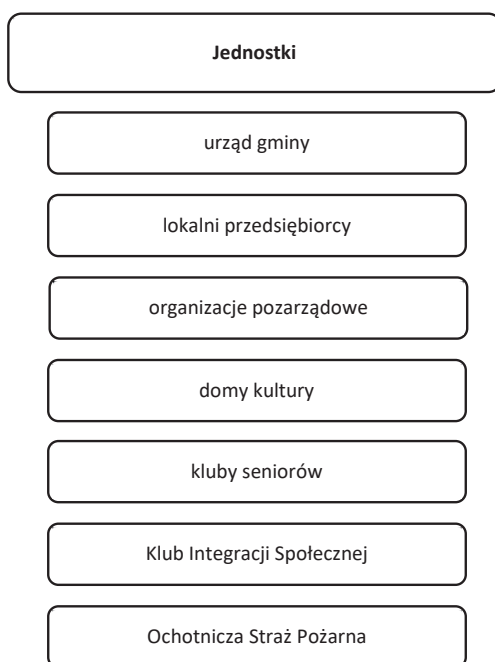 Jednostki
urząd gminy
lokalni przedsiębiorcy
organizacje pozarządowe
domy kultury
kluby seniorów
Klub Integracji Społecznej
Ochotnicza Straż Pożarna